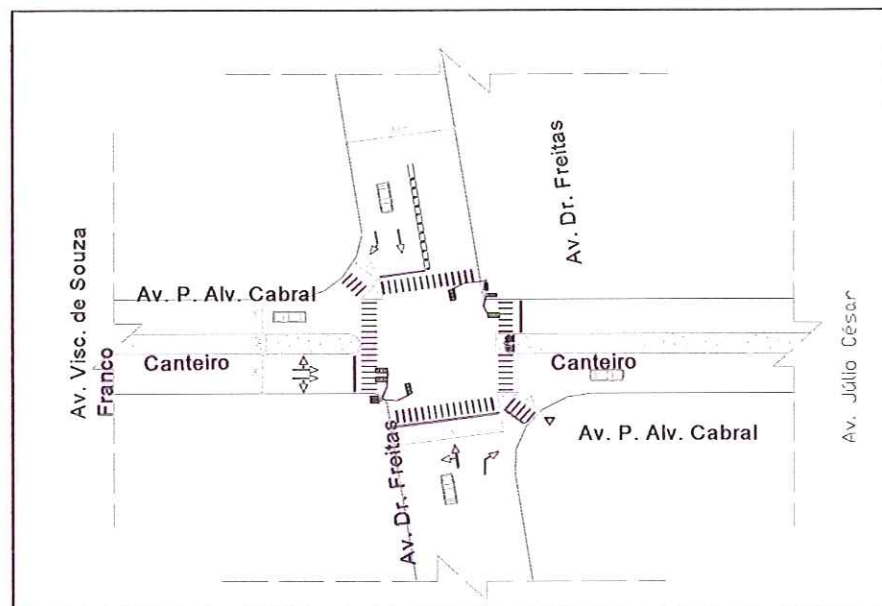 Av. Visc. de Souza
Franco
Av. P. Alv. Cabral
Canteiro
Av. Dr. Freitas
Av. Dr. Freitas
Canteiro
Av. P. Alv. Cabral
Av. Júlio César